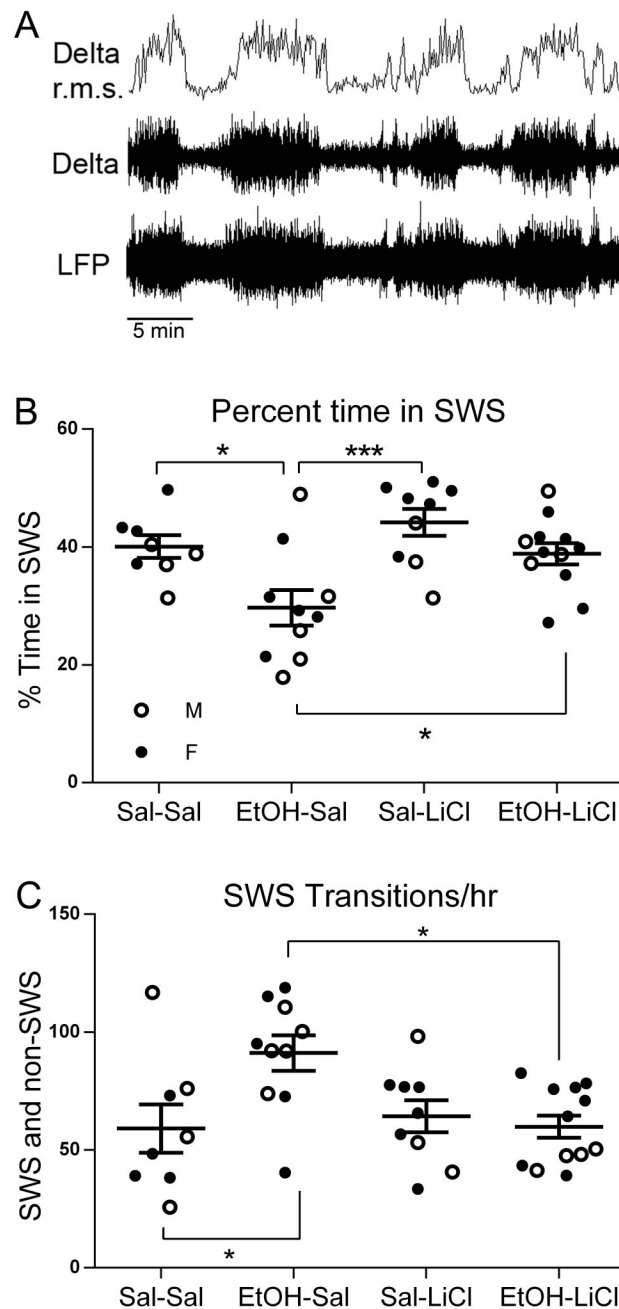 A
Delta
r.m.s.
Delta
LFP
5 min
B
Percent time in SWS
60
40
20
0
% Time in SWS
*
***
*
M
F
Sal-Sal EtOH-Sal Sal-LiCl EtOH-LiCl
C
SWS Transitions/hr
150
100
50
0
SWS and non-SWS
*
*
Sal-Sal EtOH-Sal Sal-LiCl EtOH-LiCl